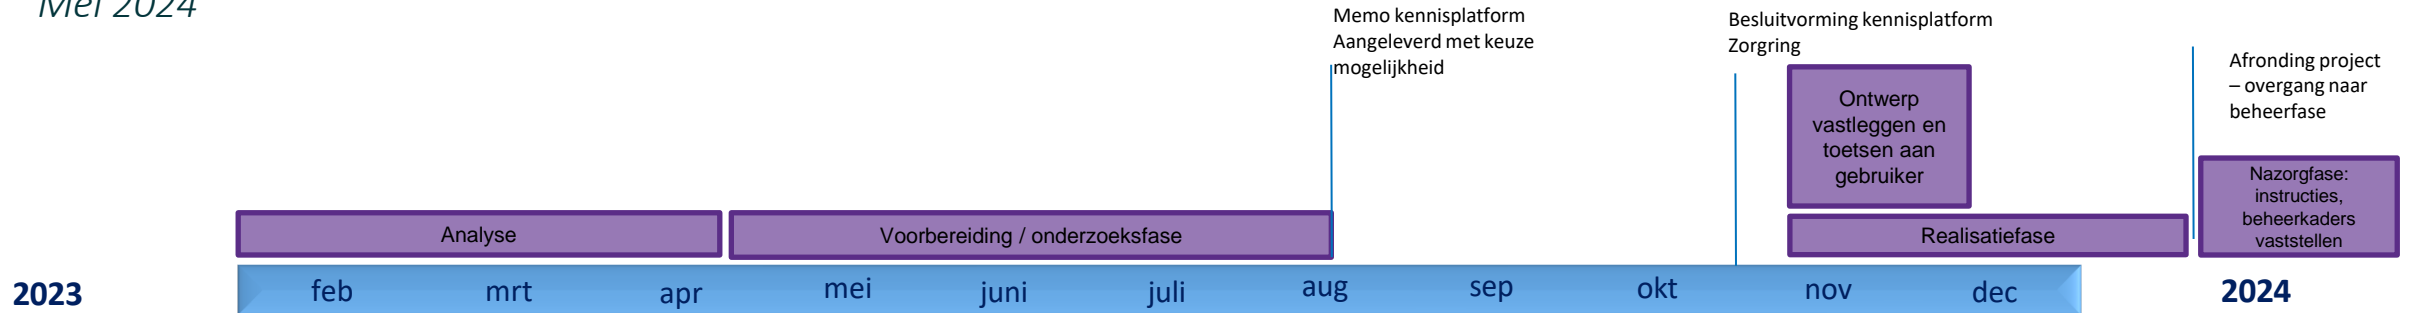 Mei 2024
Memo kennisplatform
Aangeleverd met keuze
mogelijkheid
Besluitvorming kennisplatform
Zorgring
Afronding project
– overgang naar
beheerfase
Ontwerp
vastleggen en
toetsen aan
gebruiker
Nazorgfase:
instructies,
beheerkaders
vaststellen
Analyse
Voorbereiding / onderzoeksfase
Realisatiefase
2023
feb
mrt
apr
mei
juni
juli
aug
sep
okt
nov
dec
2024